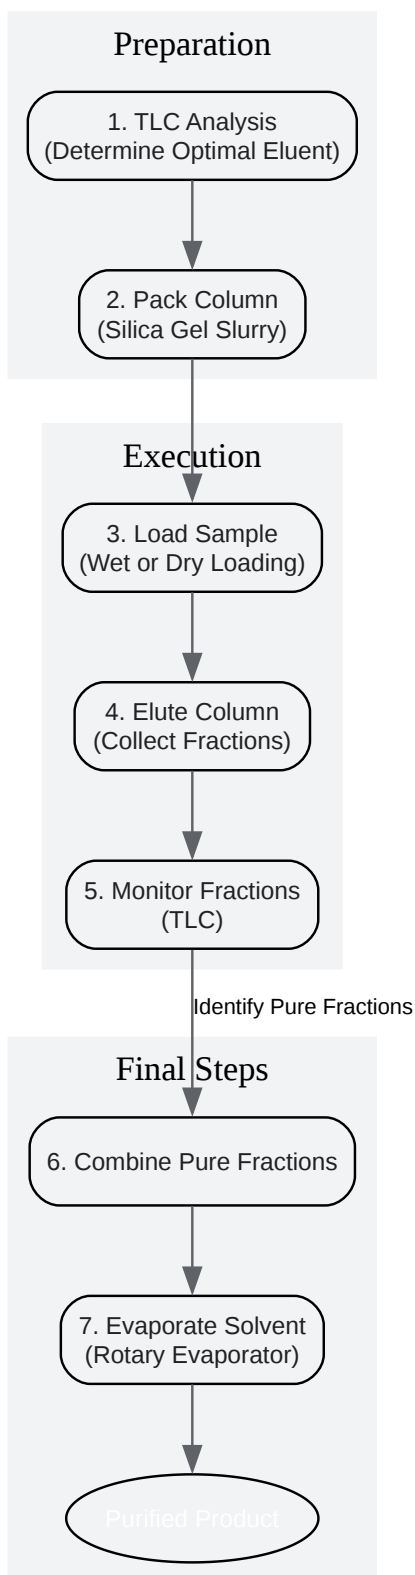 Preparation
1. TLC Analysis
(Determine Optimal Eluent)
2. Pack Column
(Silica Gel Slurry)
Execution
3. Load Sample
(Wet or Dry Loading)
4. Elute Column
(Collect Fractions)
5. Monitor Fractions
(TLC)
Identify Pure Fractions
Final Steps
6. Combine Pure Fractions
7. Evaporate Solvent
(Rotary Evaporator)
Purified Product